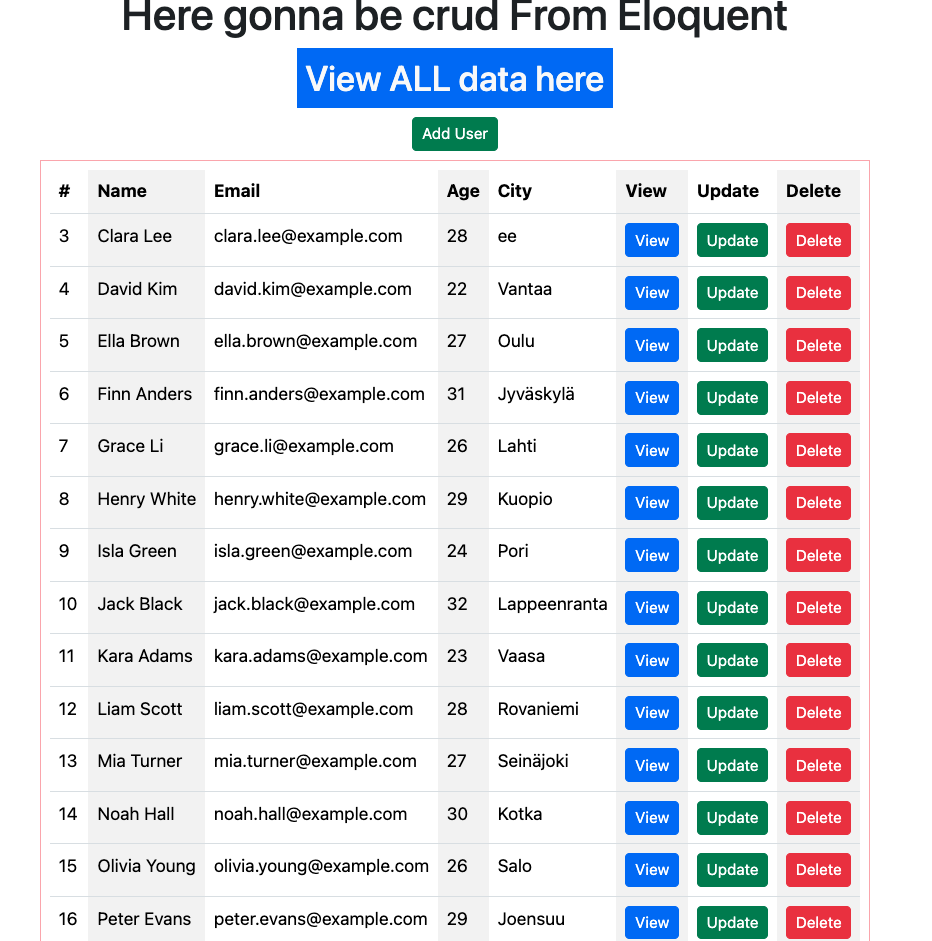 Here gonna be crud From Eloquent
View ALL data here
Add User
# Name Email Age City View Update Delete
3 Clara Lee clara.lee@example.com 28 ee View Update Delete
4 David Kim david.kim@example.com 22 Vantaa View Update Delete
5 Ella Brown ella.brown@example.com 27 Oulu View Update Delete
6 Finn Anders finn.anders@example.com 31 Jyväskylä View Update Delete
7 Grace Li grace.li@example.com 26 Lahti View Update Delete
8 Henry White henry.white@example.com 29 Kuopio View Update Delete
9 Isla Green isla.green@example.com 24 Pori View Update Delete
10 Jack Black jack.black@example.com 32 Lappeenranta View Update Delete
11 Kara Adams kara.adams@example.com 23 Vaasa View Update Delete
12 Liam Scott liam.scott@example.com 28 Rovaniemi View Update Delete
13 Mia Turner mia.turner@example.com 27 Seinäjoki View Update Delete
14 Noah Hall noah.hall@example.com 30 Kotka View Update Delete
15 Olivia Young olivia.young@example.com 26 Salo View Update Delete
16 Peter Evans peter.evans@example.com 29 Joensuu View Update Delete